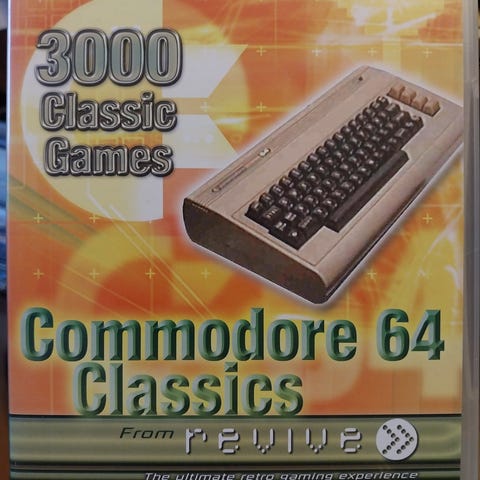 3000
Classic
Games
Commodore 64
Classics
From revive
The ultimate retro gaming experience